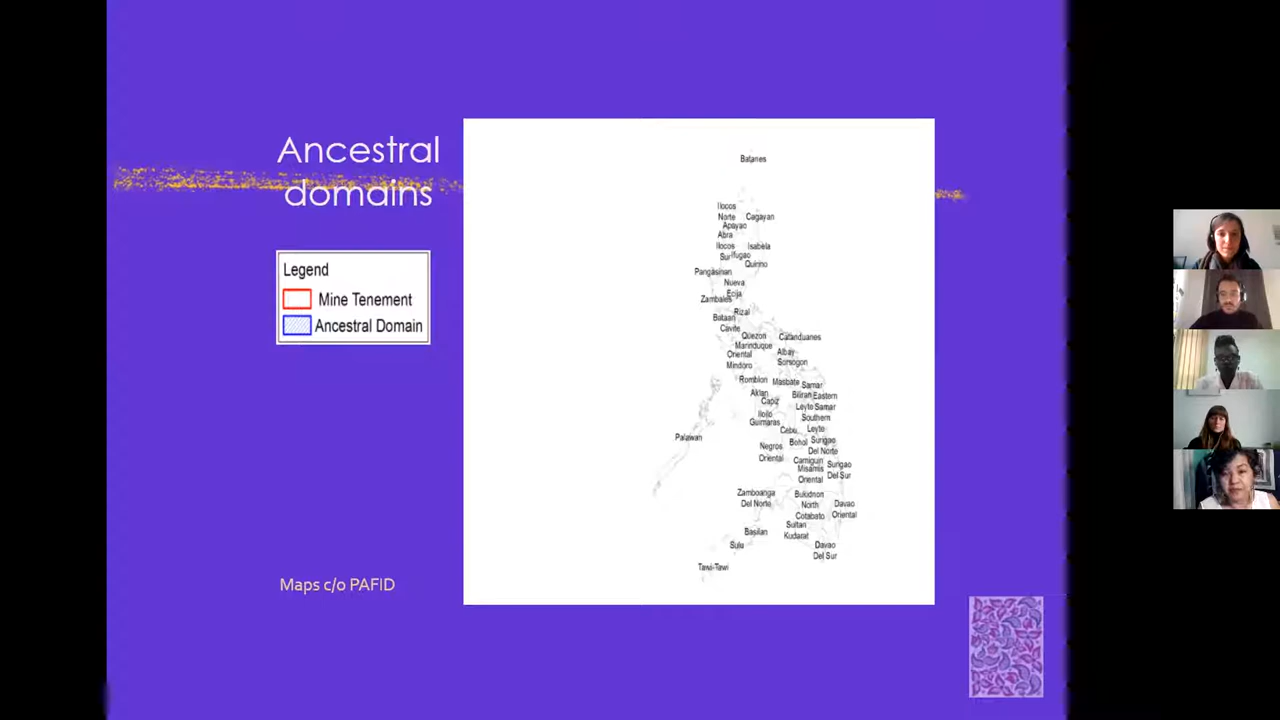 Ancestral
domains
Legend
Mine Tenement
Ancestral Domain
Maps c/o PAFID
Batanes
Ilocos
Norte Cagayan
Apayao
Abra
Ilocos Isabela
Sur Ifugao
Quirino
Pangasinan
Nueva
Ecija
Zambales
Rizal
Bataan
Cavite
Quezon Catanduanes
Marinduque
Oriental Albay
Mindoro Sorsogon
Romblon Masbate Samar
Aklan Biliran Eastern
Capiz Leyte Samar
Iloilo Southern
Guimaras Leyte
Cebu
Palawan Bohol Surigao
Negros Del Norte
Oriental Camiguin Surigao
Misamis Del Sur
Oriental
Zamboanga Bukidnon
Del Norte North Davao
Cotabato Oriental
Sultan
Basilan Kudarat
Sulu Davao
Del Sur
Tawi-Tawi